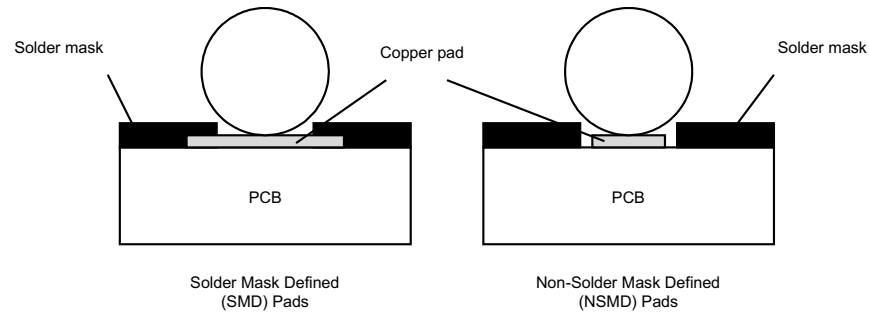 Solder mask
Copper pad
Solder mask
PCB
PCB
Solder Mask Defined
(SMD) Pads
Non-Solder Mask Defined
(NSMD) Pads